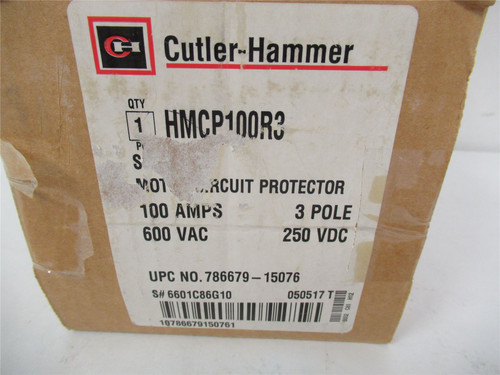 CH Cutler-Hammer
QTY
1 HMCP100R3
S
MOT CIRCUIT PROTECTOR
100 AMPS 3 POLE
600 VAC 250 VDC
UPC NO. 786679-15076
S# 6601C86G10 050517 T
10786679150761